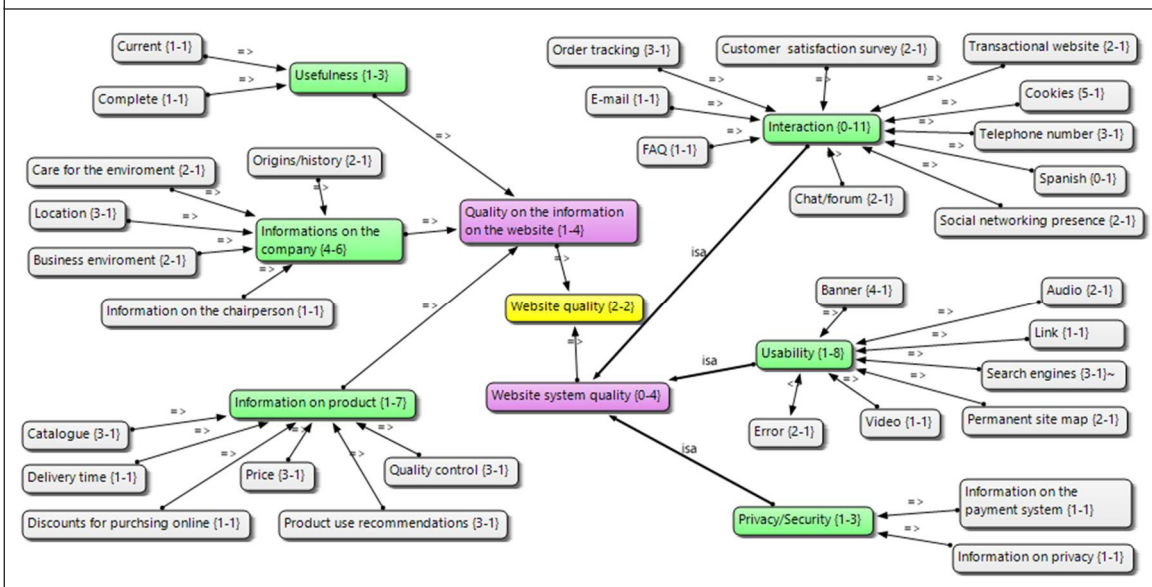 Current {1-1}
=>
Usefulness {1-3}
=>
Complete {1-1}
=>
Order tracking {3-1}
=>
Customer satisfaction survey {2-1}
=>
Transactional website {2-1}
=>
E-mail {1-1}
=>
Cookies {5-1}
=>
Interaction {0-11}
FAQ {1-1}
=>
Telephone number {3-1}
=>
Spanish {0-1}
=>
Chat/forum {2-1}
>
Social networking presence {2-1}
=>
Care for the enviroment {2-1}
=>
Origins/history {2-1}
=>
Location {3-1}
=>
Informations on the
company {4-6}
=>
Business enviroment {2-1}
=>
Information on the chairperson {1-1}
=>
Quality on the information
on the website {1-4}
=>
isa
Website quality {2-2}
=>
Banner {4-1}
=>
Audio {2-1}
=>
Link {1-1}
=>
Usability {1-8}
isa
Search engines {3-1}~
=>
Permanent site map {2-1}
=>
Video {1-1}
=>
Error {2-1}
<
Website system quality {0-4}
=>
Information on product {1-7}
Catalogue {3-1}
=>
Delivery time {1-1}
=>
Price {3-1}
=>
Quality control {3-1}
=>
Discounts for purchsing online {1-1}
=>
Product use recommendations {3-1}
=>
isa
Privacy/Security {1-3}
Information on the
payment system {1-1}
=>
Information on privacy {1-1}
=>